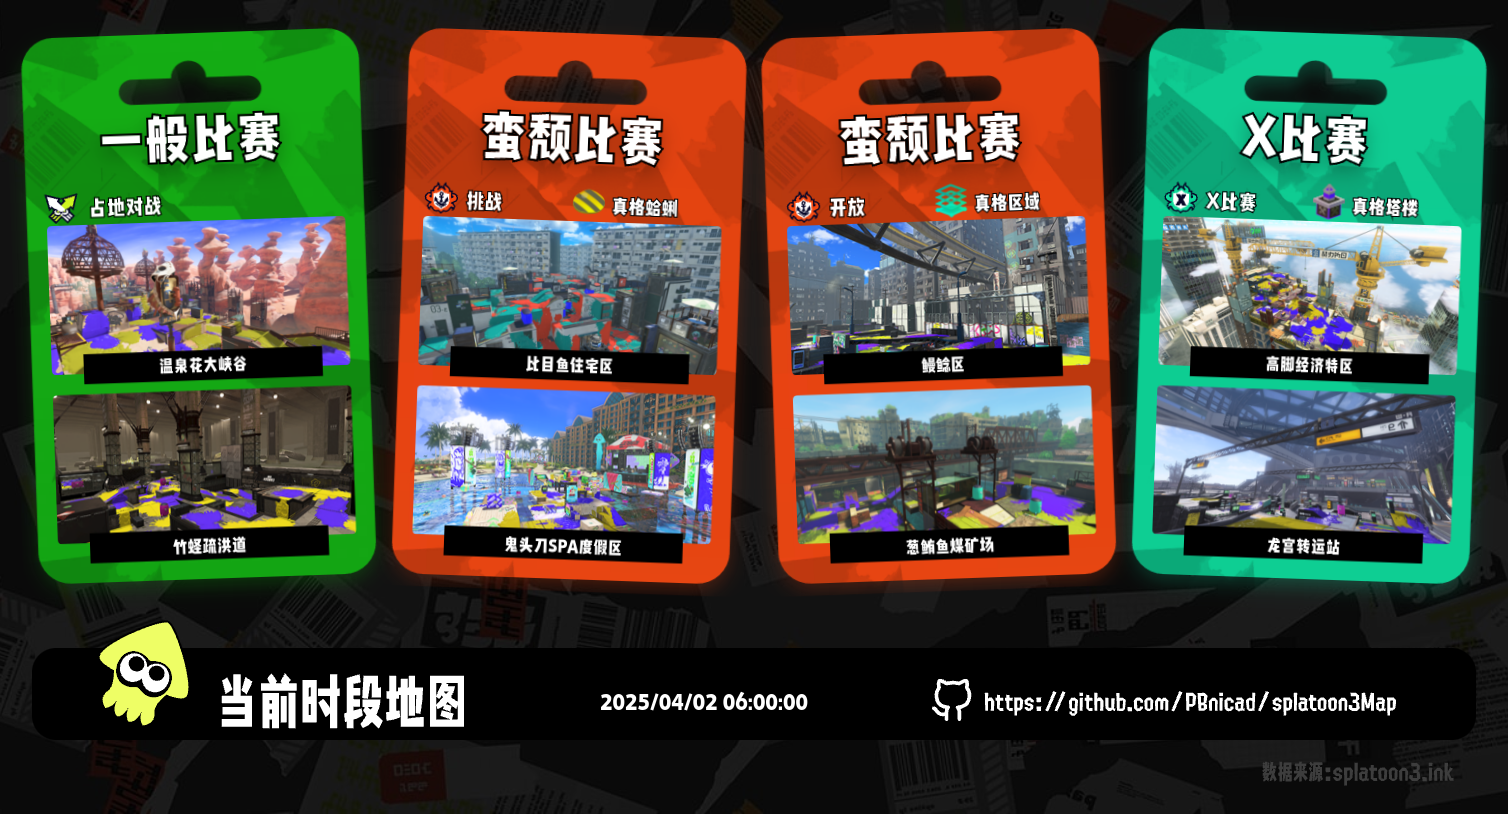 一般比赛
占地对战
温泉花大峡谷
竹蛏疏洪道
蛮颓比赛
挑战
真格蛤蜊
比目鱼住宅区
鬼头刀SPA度假区
蛮颓比赛
开放
真格区域
鳗鲶区
葱鲔鱼煤矿场
X比赛
X比赛
真格塔楼
高脚经济特区
龙宫转运站
当前时段地图
2025/04/02 06:00:00
https://github.com/PBnicad/splatoon3Map
数据来源:splatoon3.ink